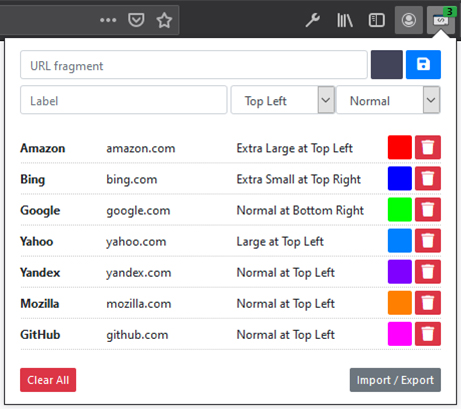 3
URL fragment
Label Top Left Normal
Amazon amazon.com Extra Large at Top Left
Bing bing.com Extra Small at Top Right
Google google.com Normal at Bottom Right
Yahoo yahoo.com Large at Top Left
Yandex yandex.com Normal at Top Left
Mozilla mozilla.com Normal at Top Left
GitHub github.com Normal at Top Left
Clear All Import / Export